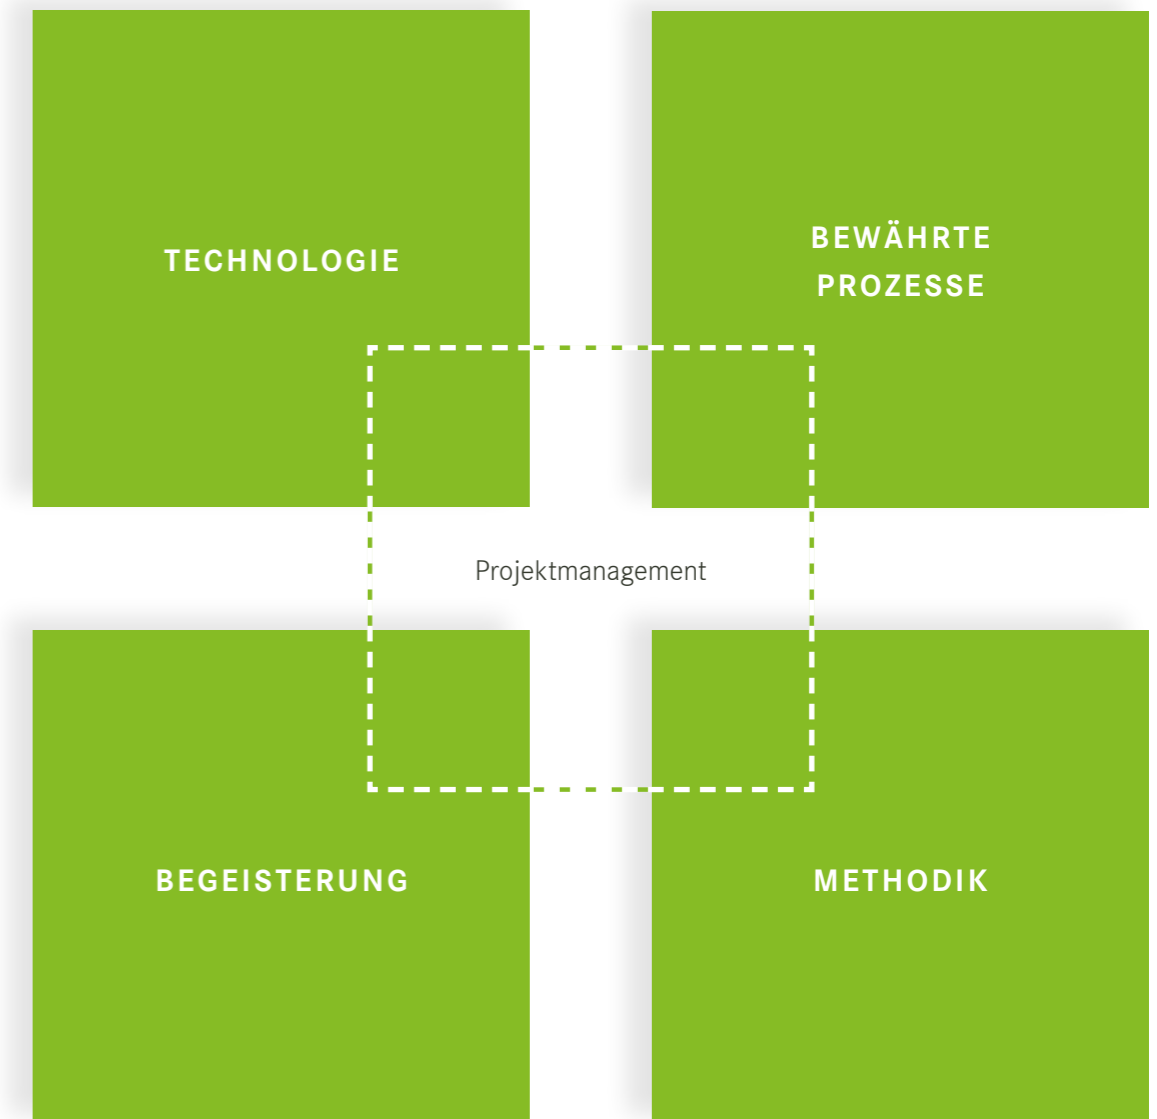 TECHNOLOGIE
BEWÄHRTE
PROZESSE
Projektmanagement
BEGEISTERUNG
METHODIK